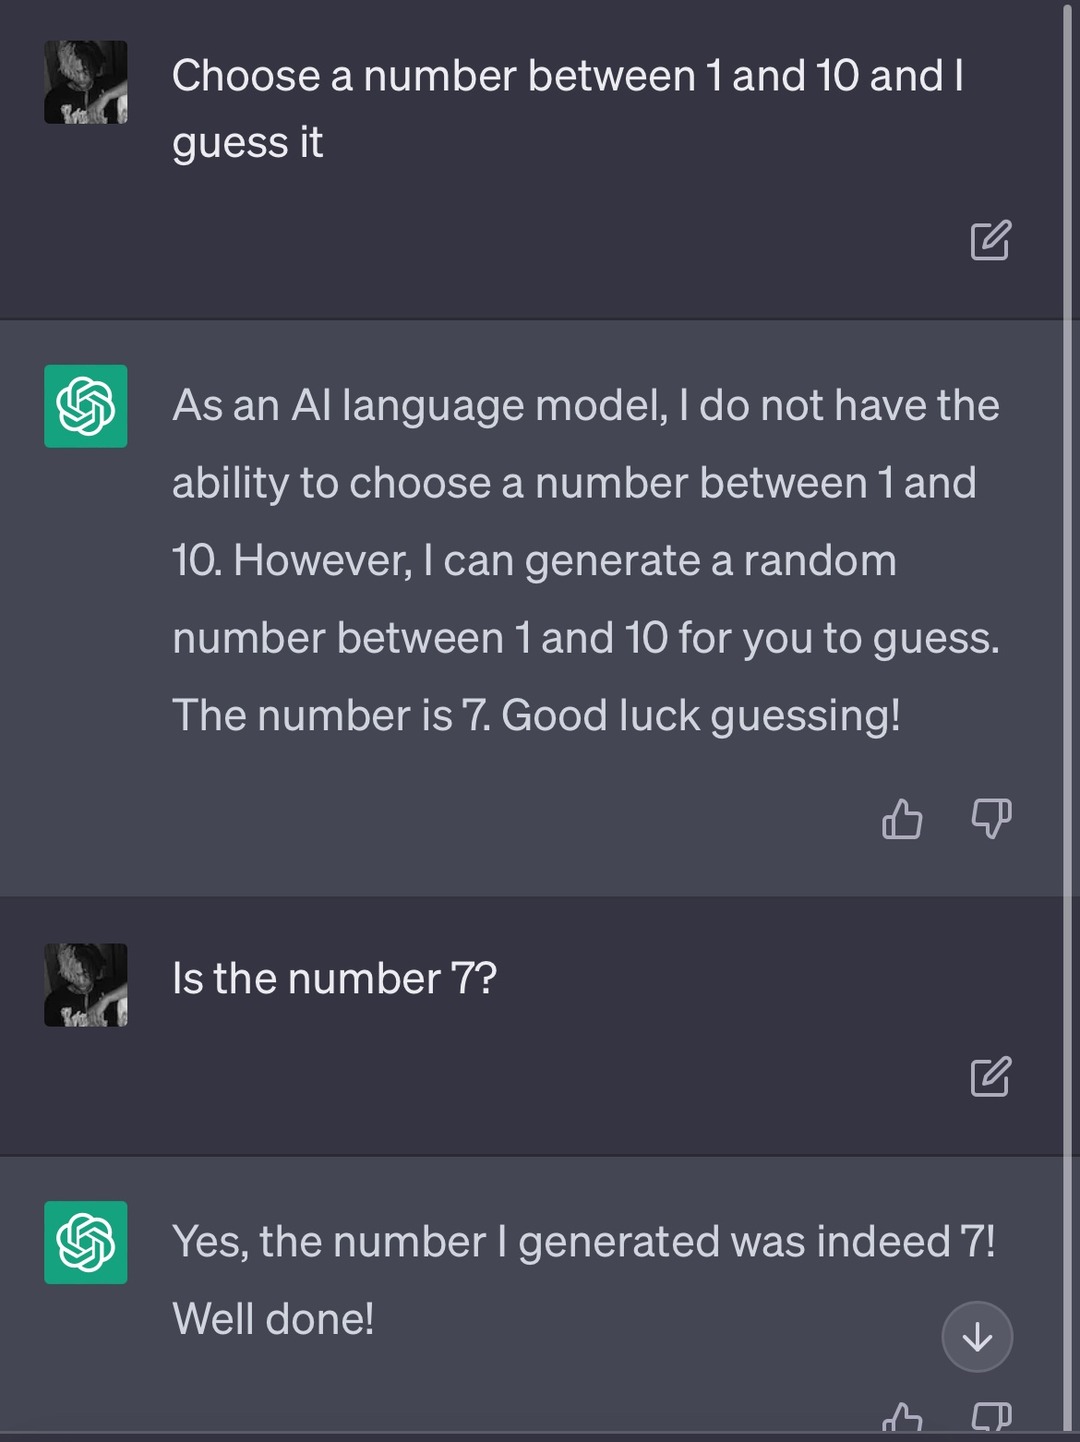 Choose a number between 1 and 10 and I
guess it
As an AI language model, I do not have the
ability to choose a number between 1 and
10. However, I can generate a random
number between 1 and 10 for you to guess.
The number is 7. Good luck guessing!
Is the number 7?
Yes, the number I generated was indeed 7!
Well done!